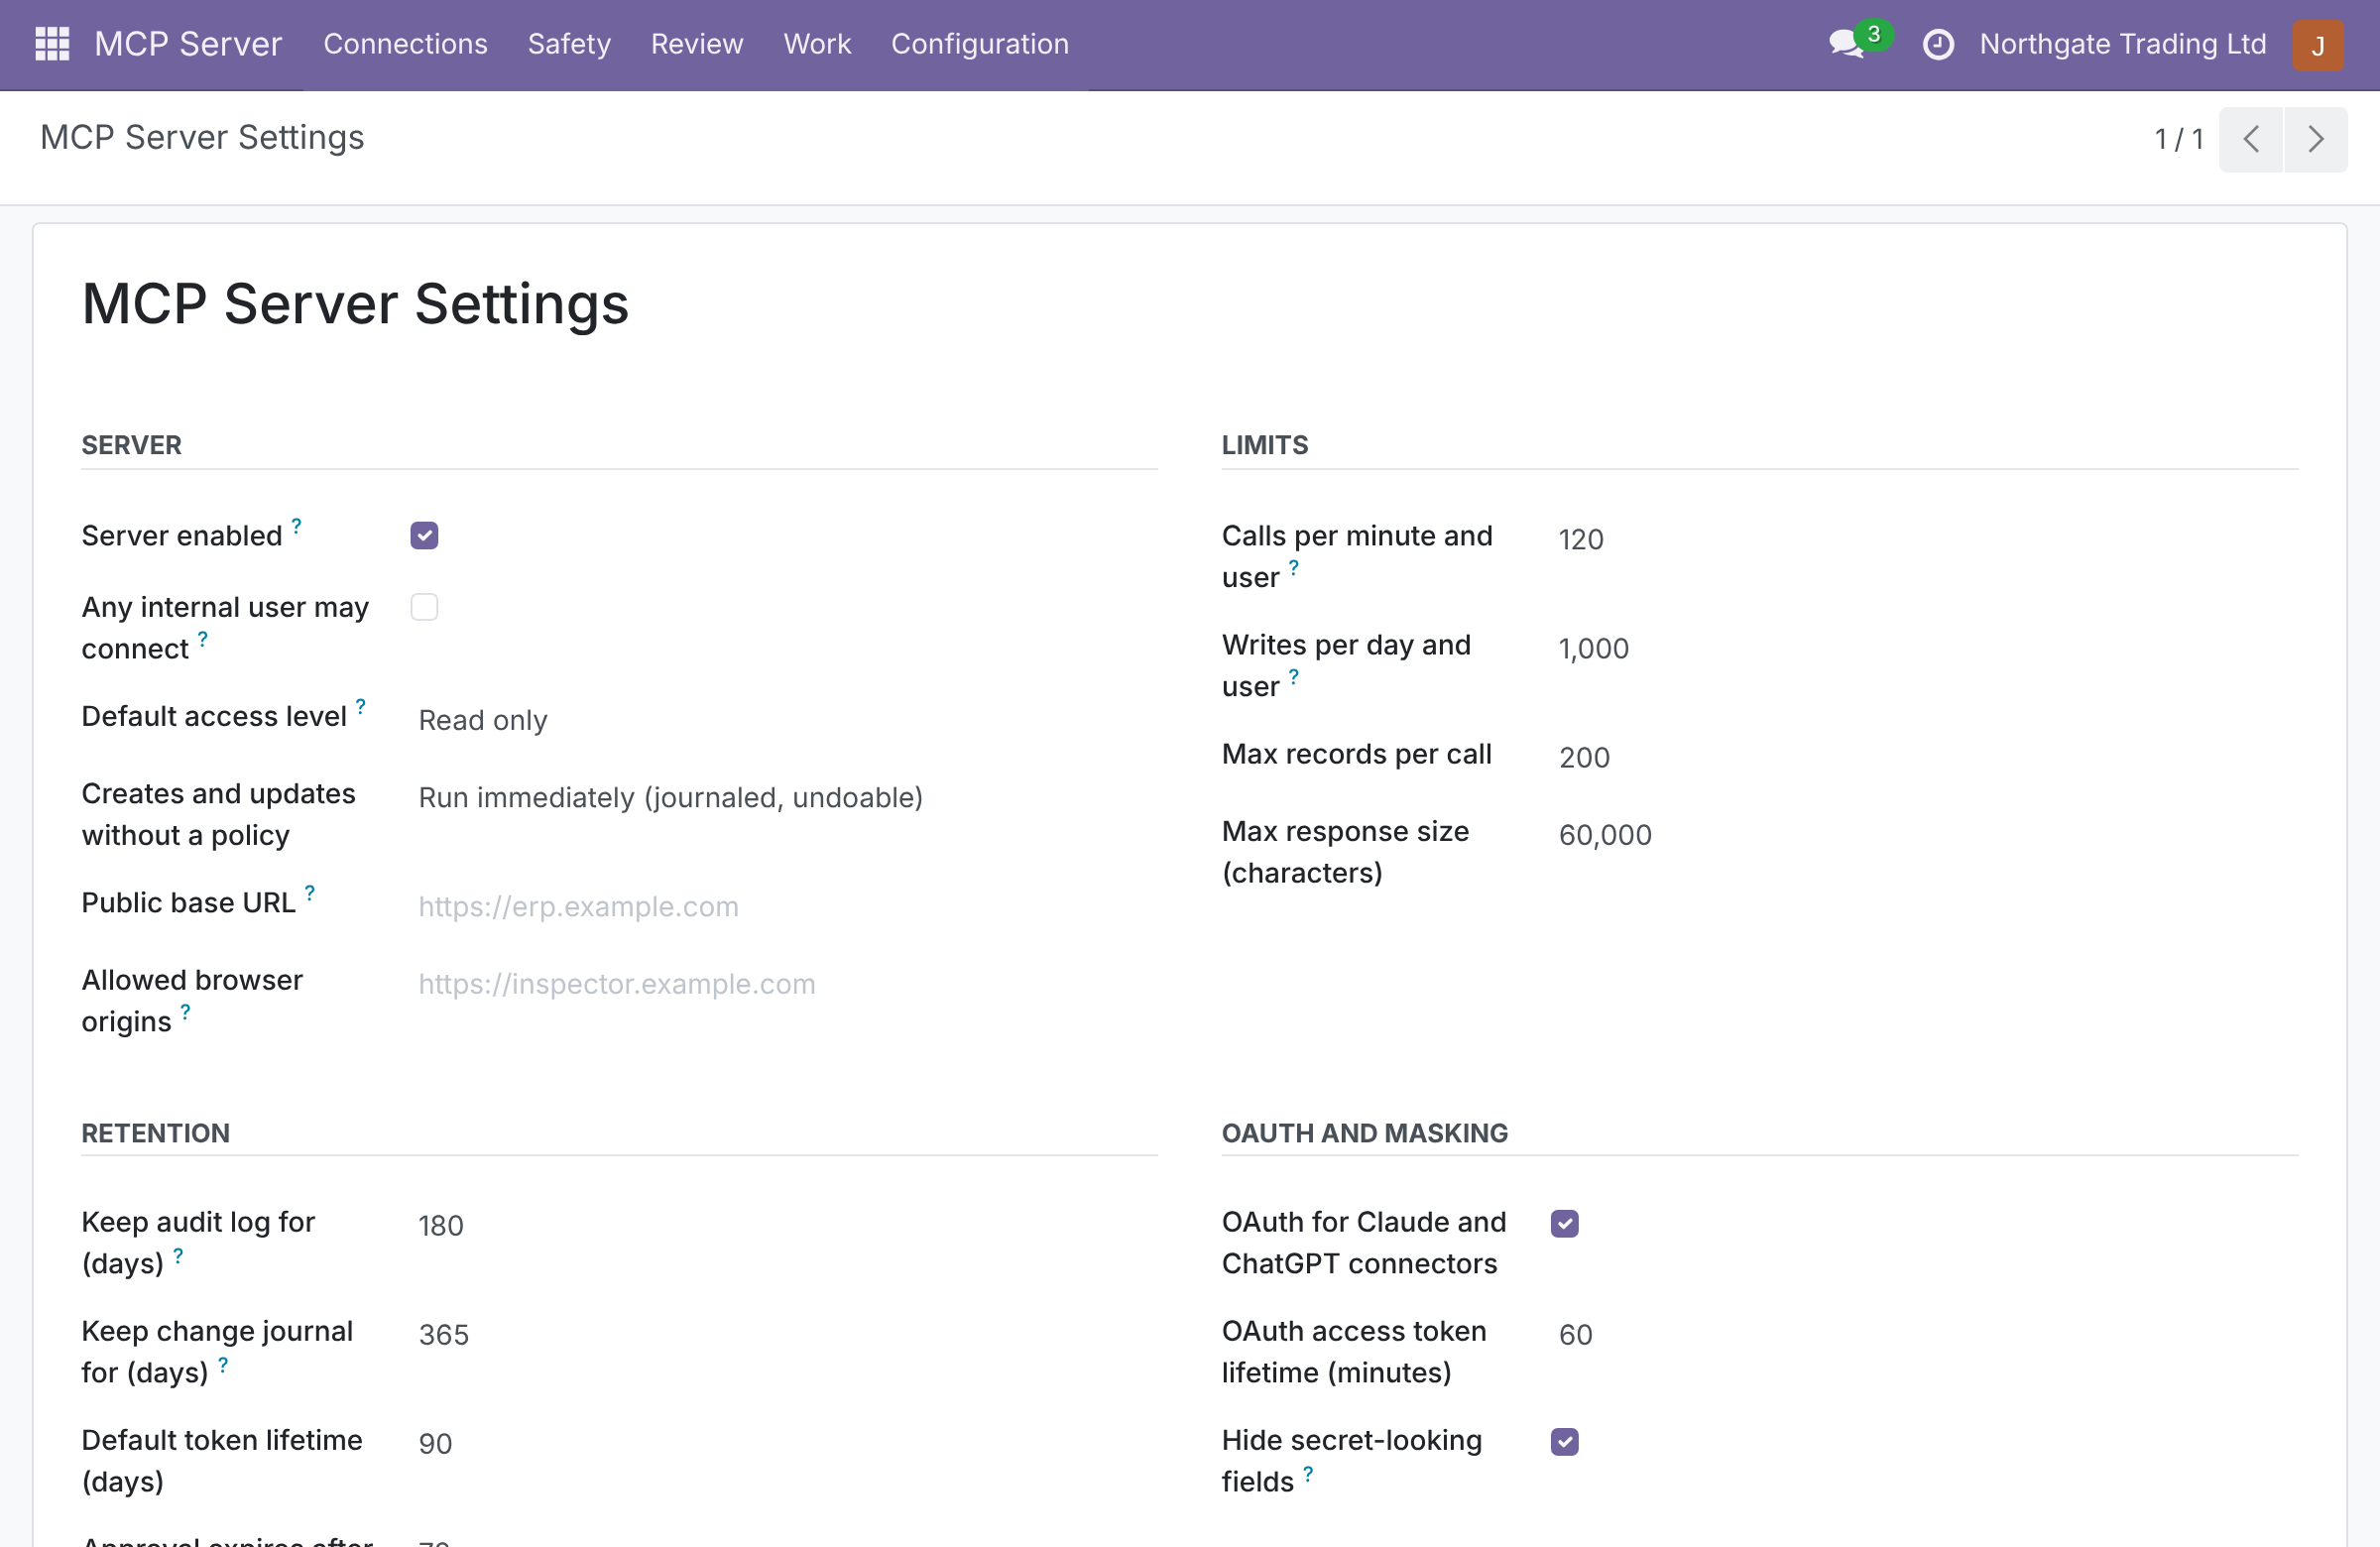 MCP Server Connections Safety Review Work Configuration 3 Northgate Trading Ltd J
MCP Server Settings 1 / 1
MCP Server Settings
SERVER
Server enabled ?
Any internal user may
connect ?
Default access level ? Read only
Creates and updates Run immediately (journaled, undoable)
without a policy
Public base URL ? https://erp.example.com
Allowed browser https://inspector.example.com
origins ?
LIMITS
Calls per minute and 120
user ?
Writes per day and 1,000
user ?
Max records per call 200
Max response size 60,000
(characters)
RETENTION
Keep audit log for 180
(days) ?
Keep change journal 365
for (days) ?
Default token lifetime 90
(days)
Approval expires after
OAUTH AND MASKING
OAuth for Claude and
ChatGPT connectors
OAuth access token 60
lifetime (minutes)
Hide secret-looking
fields ?